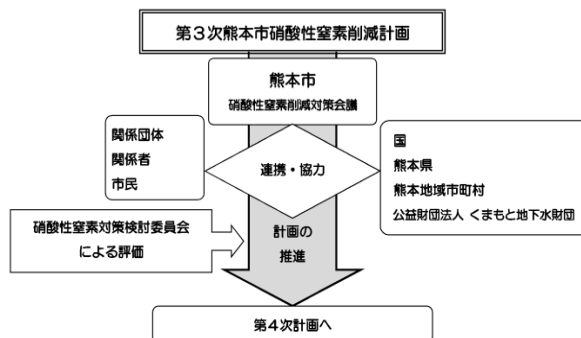 第３次熊本市硝酸性窒素削減計画
熊本市
硝酸性窒素削減対策会議
関係団体
関係者
市民
連携・協力
国
熊本県
熊本地域市町村
公益財団法人 くまもと地下水財団
硝酸性窒素対策検討委員会
による評価
計画の
推進
第４次計画へ